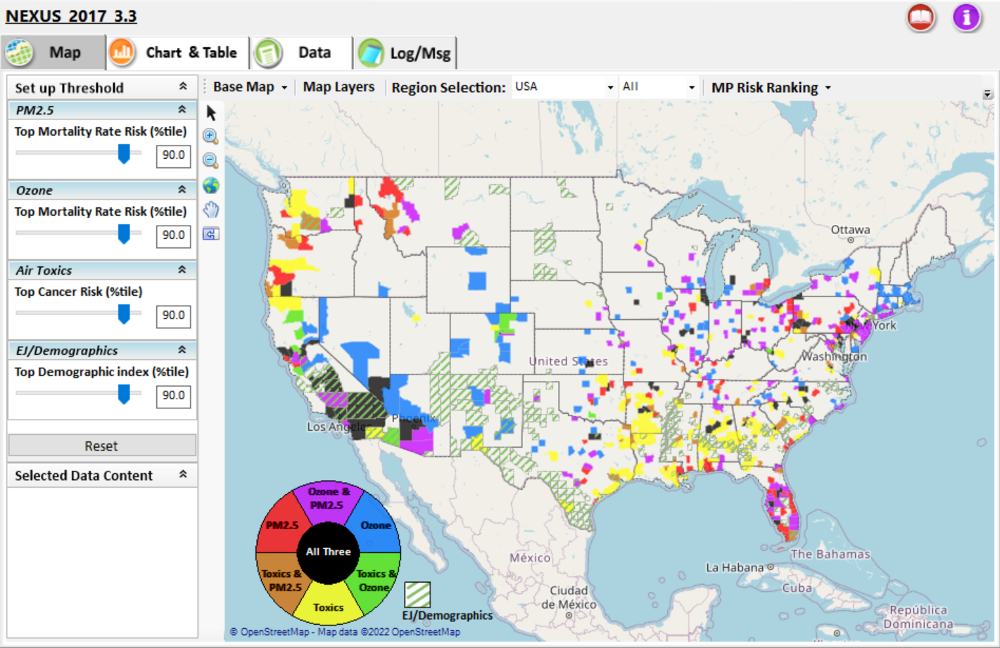 NEXUS 2017 3.3
i
Map
Chart & Table
Data
Log/Msg
Set up Threshold
Base Map
Map Layers
Region Selection:
USA
All
MP Risk Ranking
PM2.5
Top Mortality Rate Risk (%tile)
90.0
Ozone
Top Mortality Rate Risk (%tile)
90.0
Air Toxics
Top Cancer Risk (%tile)
90.0
EJ/Demographics
Top Demographic index (%tile)
90.0
Reset
Selected Data Content
Ottawa
New York
Washington
United States
Phoenix
Los Angeles
México
Ciudad
de México
La Habana
The Bahamas
Cuba
República
Dominicana
Ozone &
PM2.5
PM2.5
Ozone
All Three
Toxics &
PM2.5
Toxics &
Ozone
Toxics
EJ/Demographics
© OpenStreetMap - Map data ©2022 OpenStreetMap